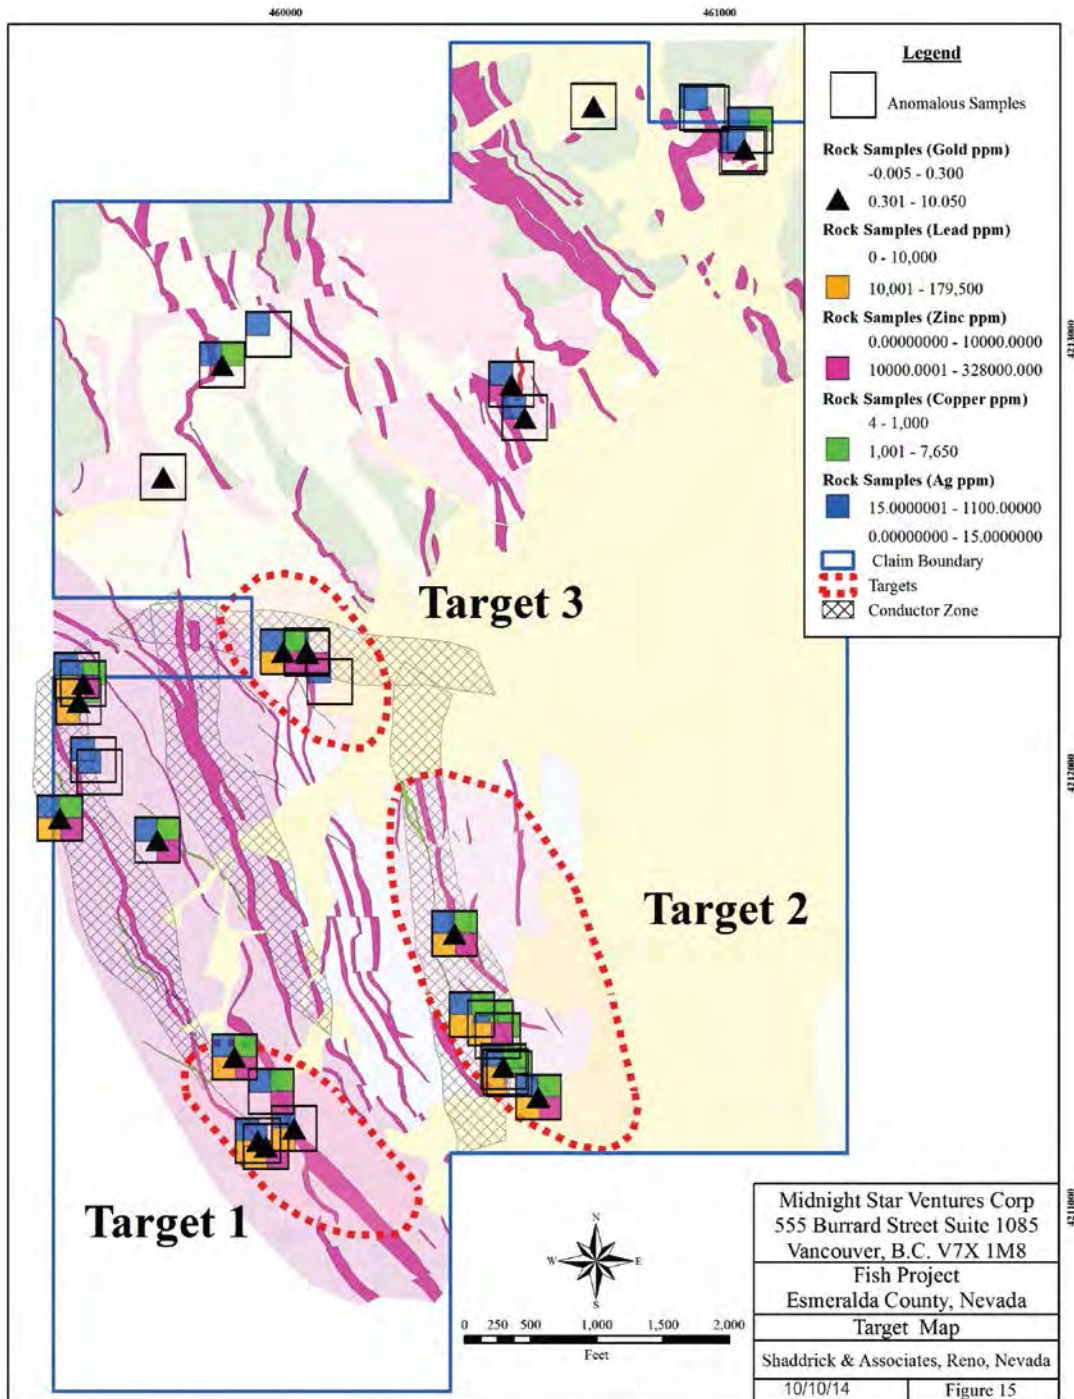 460000
461000
Legend
Anomalous Samples
Rock Samples (Gold ppm)
-0.005 - 0.300
0.301 - 10.050
Rock Samples (Lead ppm)
0 - 10,000
10,001 - 179,500
Rock Samples (Zinc ppm)
0.00000000 - 10000.0000
10000.0001 - 328000.000
Rock Samples (Copper ppm)
4 - 1,000
1,001 - 7,650
Rock Samples (Ag ppm)
15.0000001 - 1100.00000
0.00000000 - 15.0000000
Claim Boundary
Targets
Conductor Zone
4213000
Target 3
4212000
Target 2
4211000
Target 1
N
W
E
S
0 250 500 1,000 1,500 2,000
Feet
Midnight Star Ventures Corp
555 Burrard Street Suite 1085
Vancouver, B.C. V7X 1M8
Fish Project
Esmeralda County, Nevada
Target Map
Shaddrick & Associates, Reno, Nevada
10/10/14 Figure 15